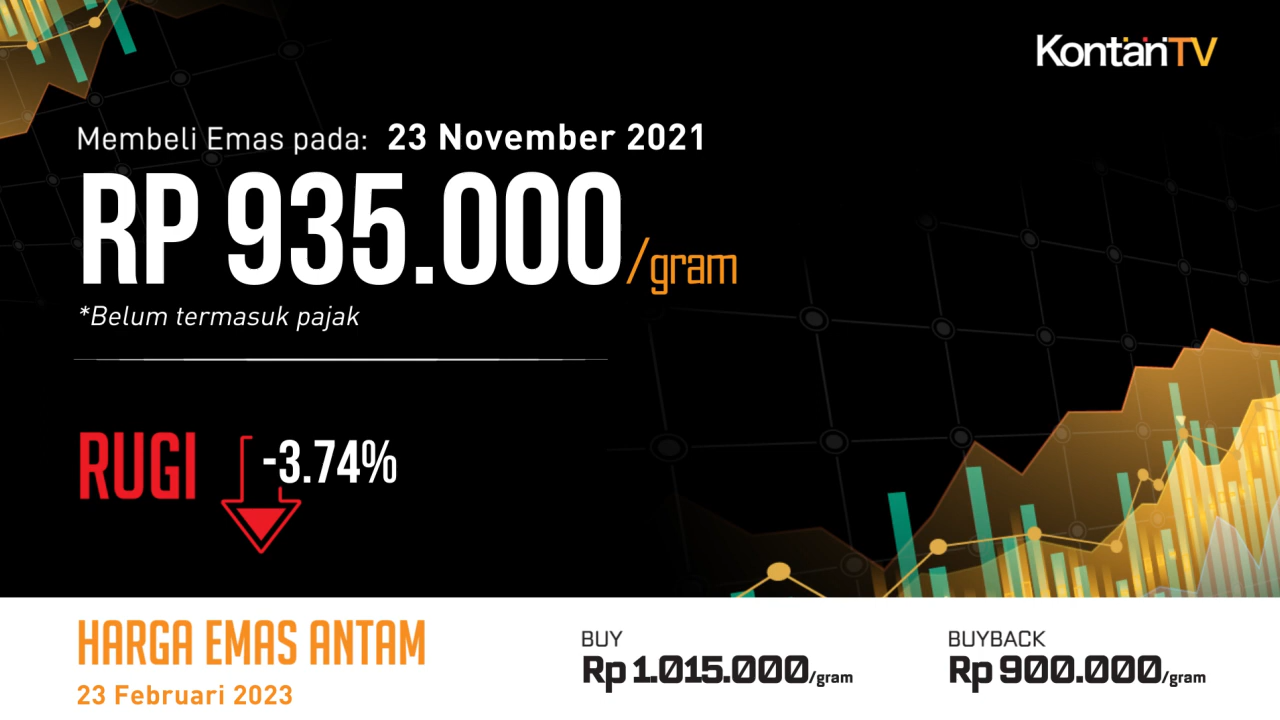 KontanTV
Membeli Emas pada: 23 November 2021
RP 935.000/gram
*Belum termasuk pajak
RUGI -3.74%
HARGA EMAS ANTAM
23 Februari 2023
BUY
Rp 1.015.000/gram
BUYBACK
Rp 900.000/gram